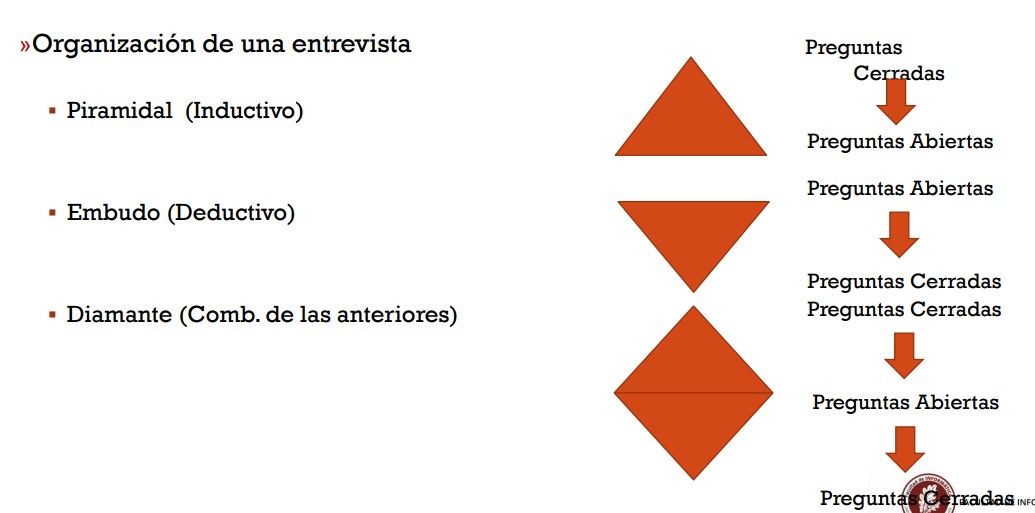 »Organización de una entrevista
▪ Piramidal (Inductivo)
▪ Embudo (Deductivo)
▪ Diamante (Comb. de las anteriores)
Preguntas
Cerradas
Preguntas Abiertas
Preguntas Abiertas
Preguntas Cerradas
Preguntas Cerradas
Preguntas Abiertas
Preguntas Cerradas